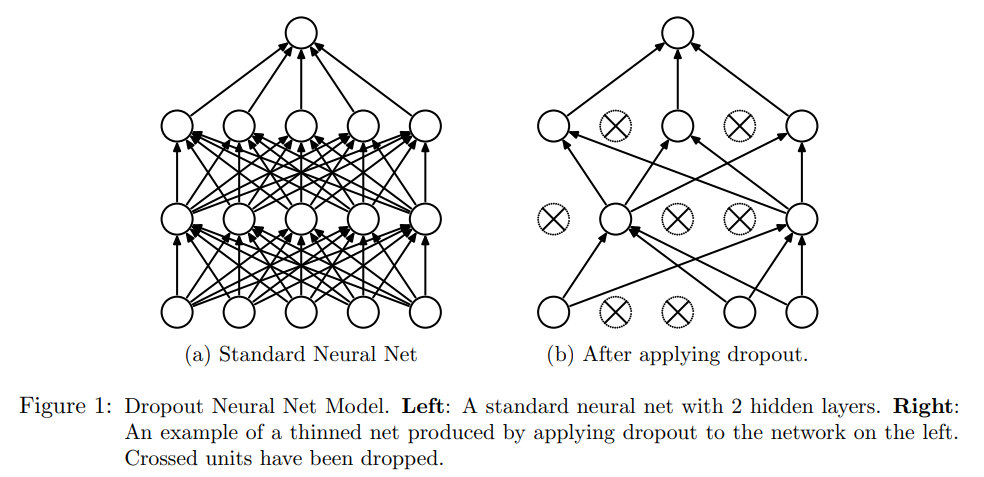 (a) Standard Neural Net
(b) After applying dropout.
Figure 1: Dropout Neural Net Model. Left: A standard neural net with 2 hidden layers. Right:
An example of a thinned net produced by applying dropout to the network on the left.
Crossed units have been dropped.